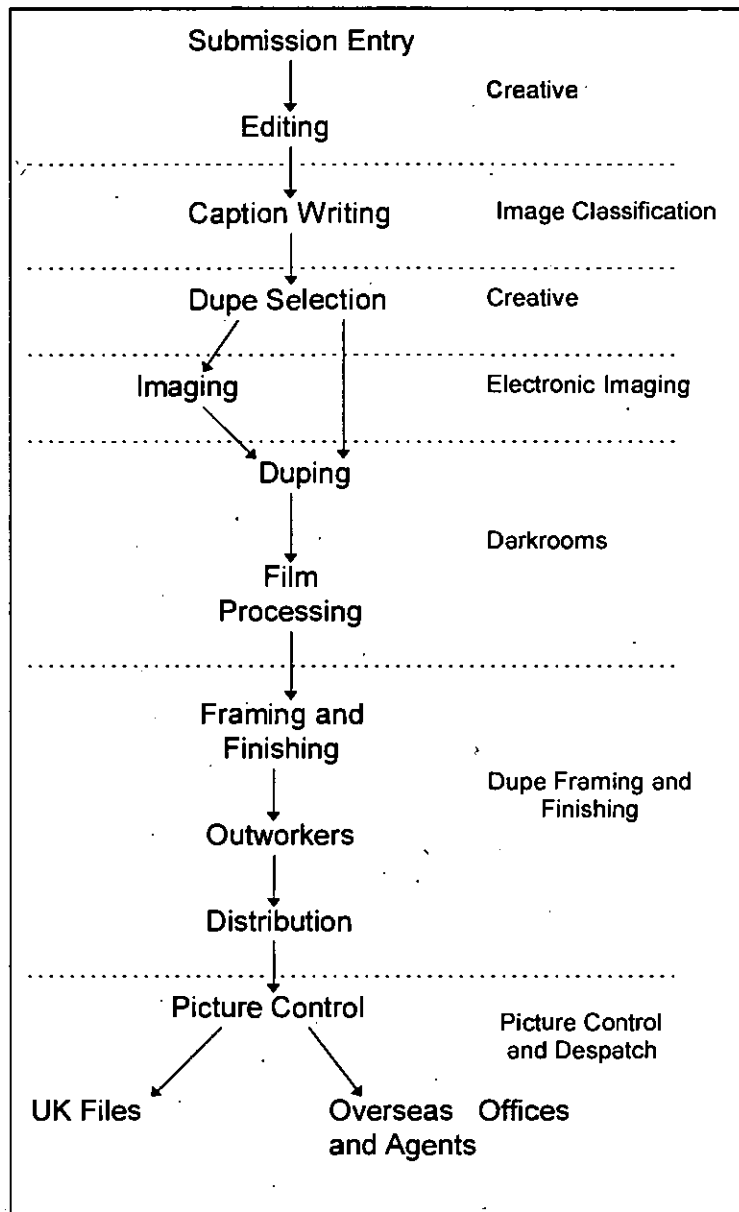 Submission Entry
Creative
Editing
Caption Writing
Image Classification
Dupe Selection
Creative
Imaging
Electronic Imaging
Duping
Darkrooms
Film
Processing
Framing and
Finishing
Dupe Framing and
Finishing
Outworkers
Distribution
Picture Control
Picture Control
and Despatch
UK Files
Overseas Offices
and Agents